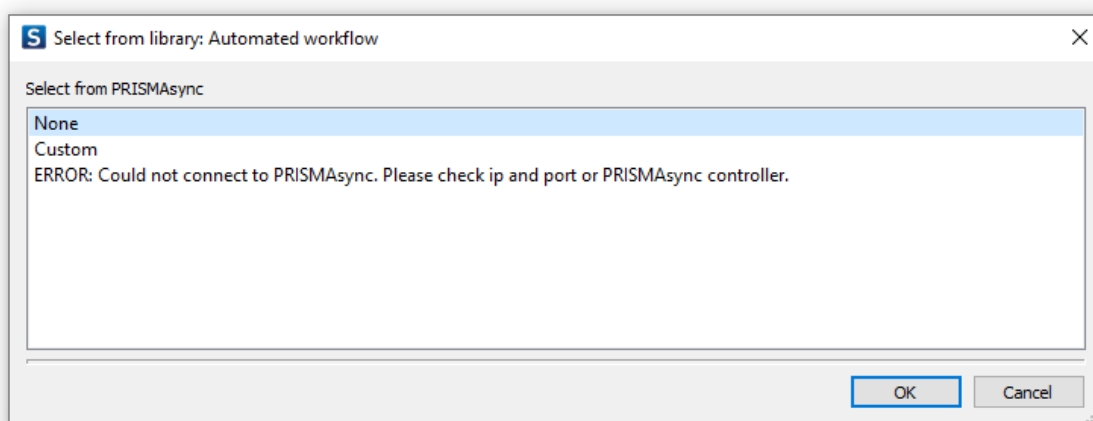 S Select from library: Automated workflow
Select from PRISMAsync
None
Custom
ERROR: Could not connect to PRISMAsync. Please check ip and port or PRISMAsync controller.
OK Cancel